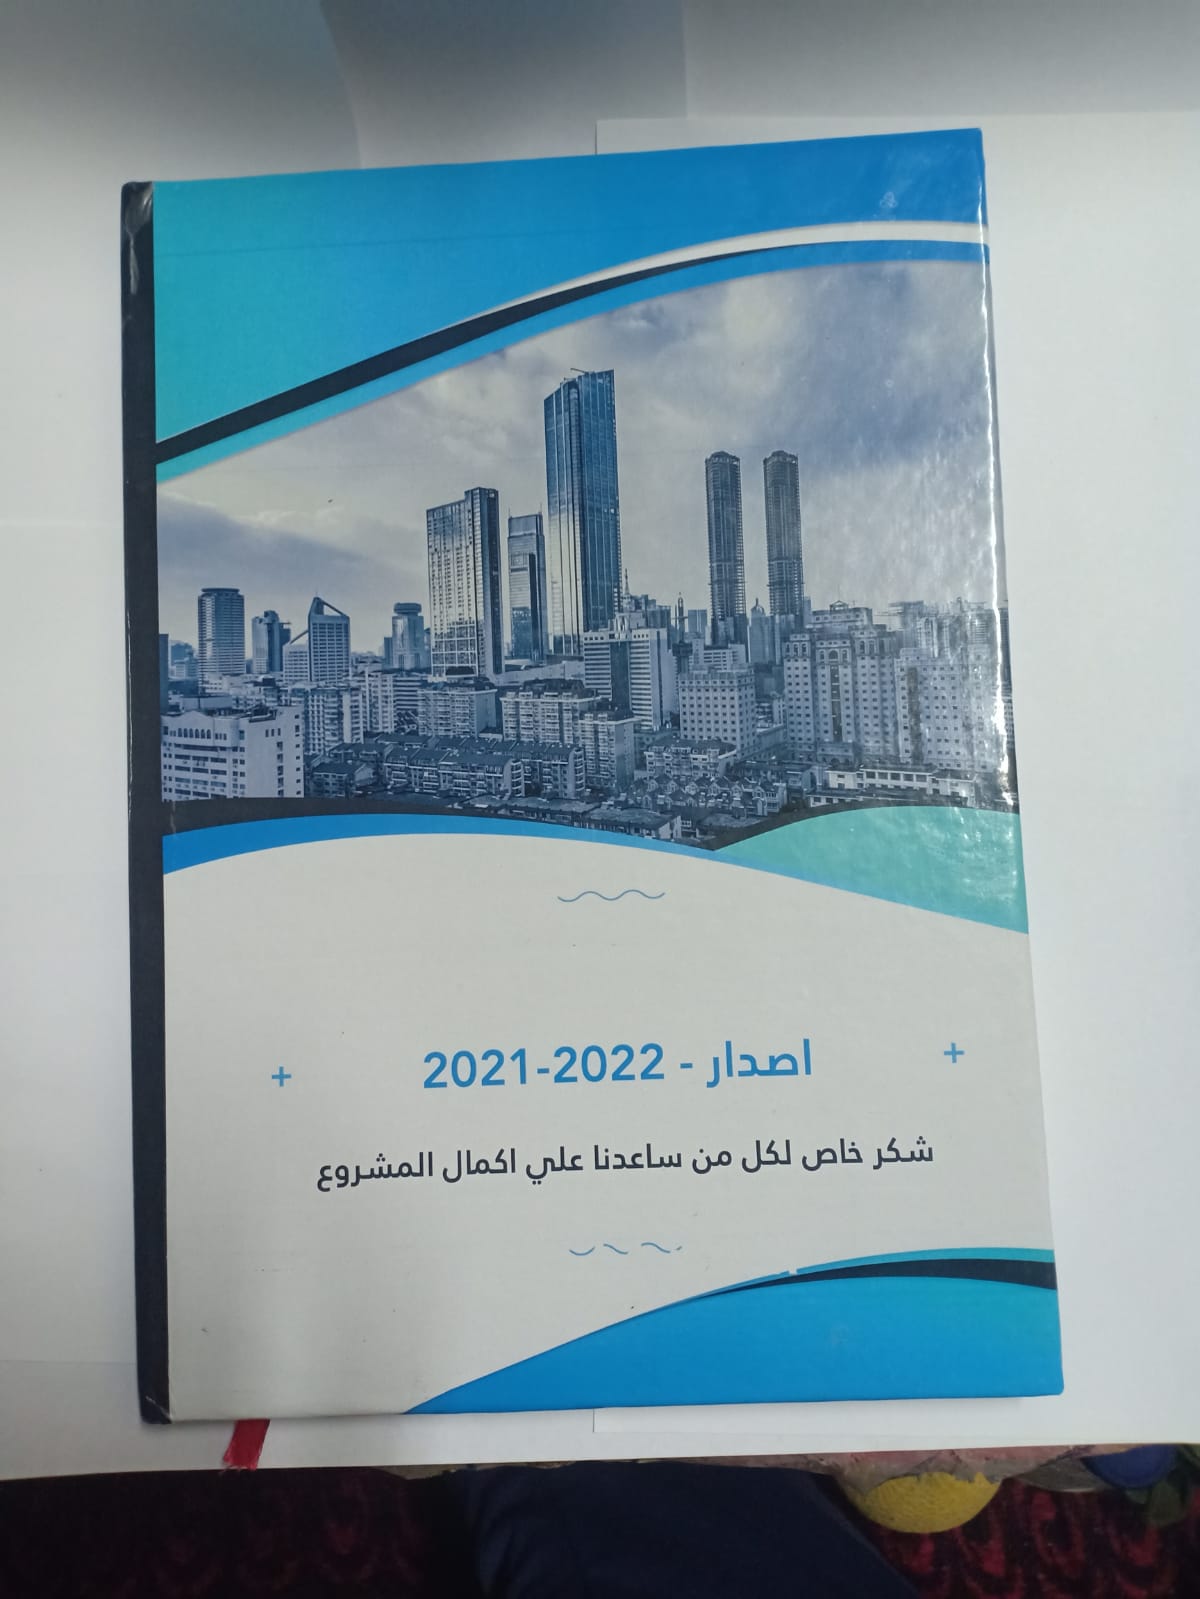 اصدار - 2022-2021
شكر خاص لكل من ساعدنا علي اكمال المشروع